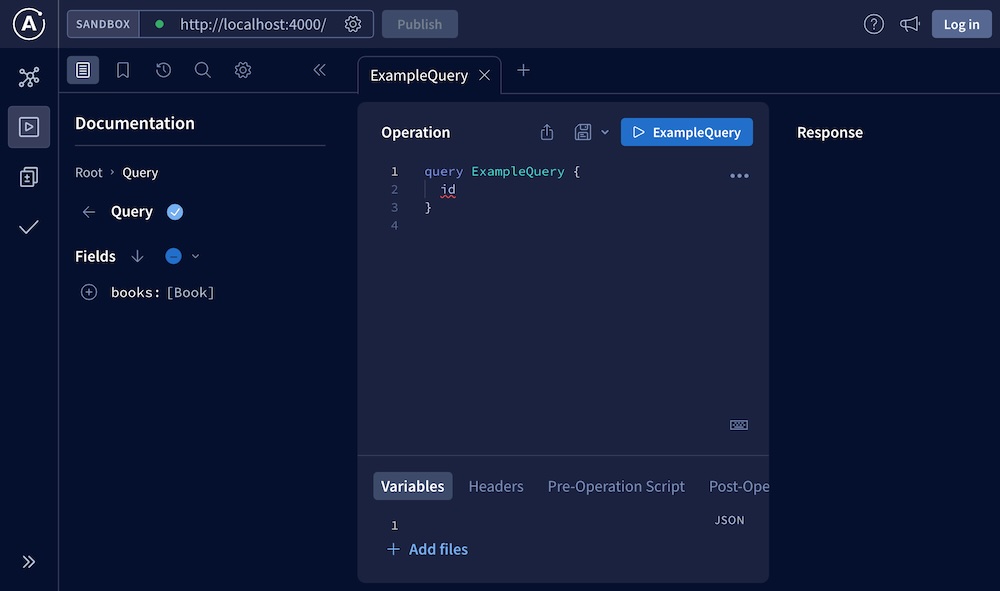 SANDBOX http://localhost:4000/ Publish Log in
ExampleQuery
Documentation
Root › Query
Query
Fields
books: [Book]
Operation ExampleQuery
1 query ExampleQuery {
2 id
3 }
4
Variables Headers Pre-Operation Script Post-Ope
1 JSON
+ Add files
Response